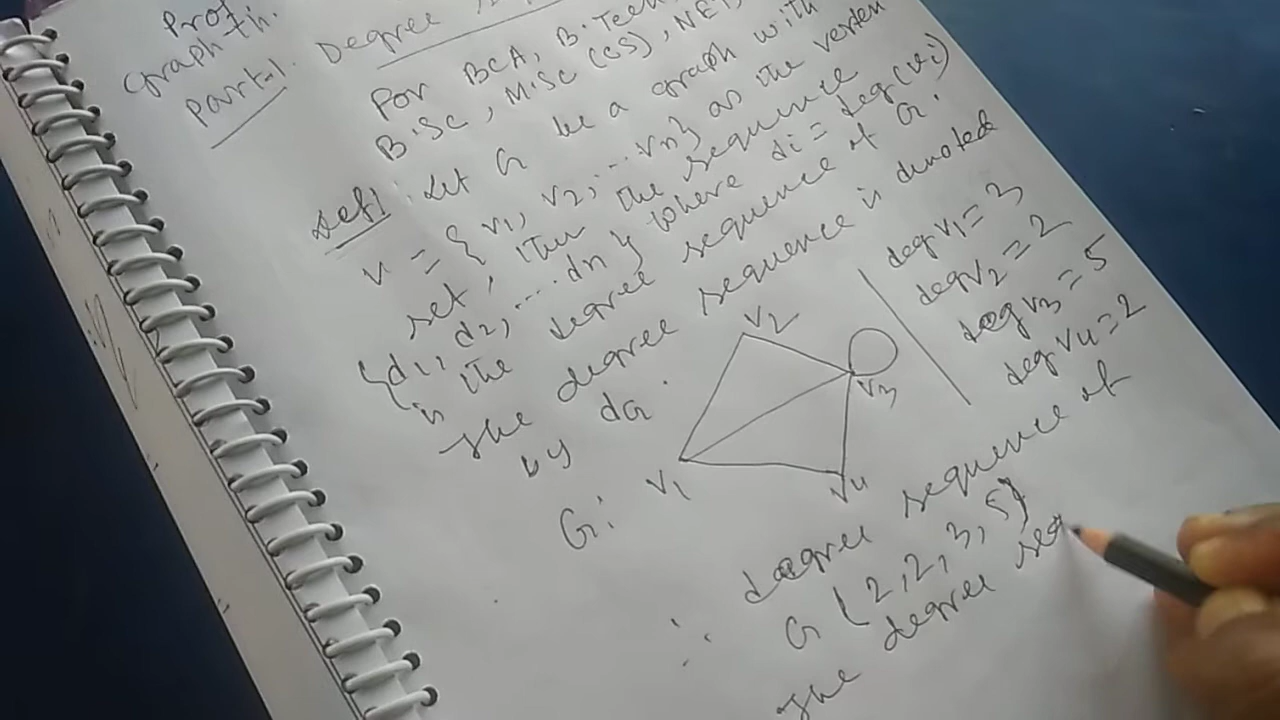 Prof
Graph th.
Part-1.
Degree
For BCA, B.Tech
B.Sc, M.Sc (CS), NET,
Def1: Let G be a graph with
V = { v1, v2, ... vn} as the vertex
set, then the sequence
{d1, d2, ... dn } where di = deg(vi)
is the degree sequence of G.
The degree sequence is denoted
by dG.
G:
v1
v2
v3
v4
deg v1 = 3
deg v2 = 2
deg v3 = 5
deg v4 = 2
∴ degree sequence of
G { 2, 2, 3, 5}
The degree seq